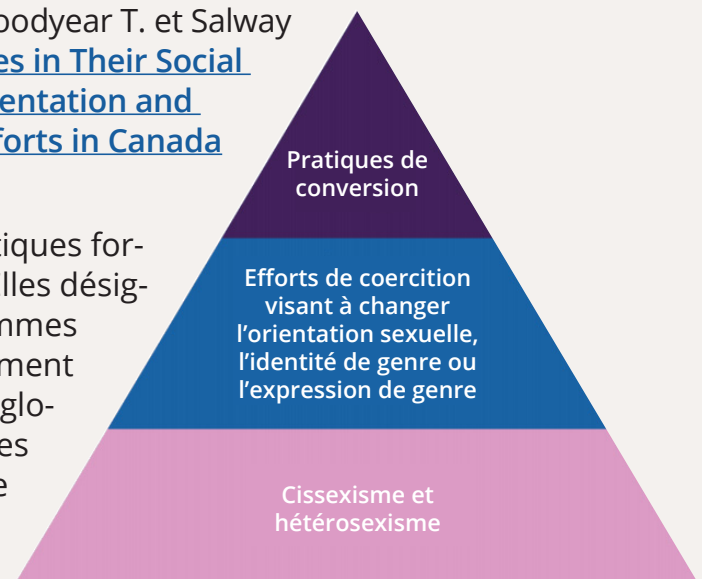 oodyear T. et Salway
es in Their Social
entation and
forts in Canada
tiques for-
lles désig-
mmes
ment
glo-
es
e
Pratiques de
conversion
Efforts de coercition
visant à changer
l'orientation sexuelle,
l'identité de genre ou
l'expression de genre
Cissexisme et
hétérosexisme